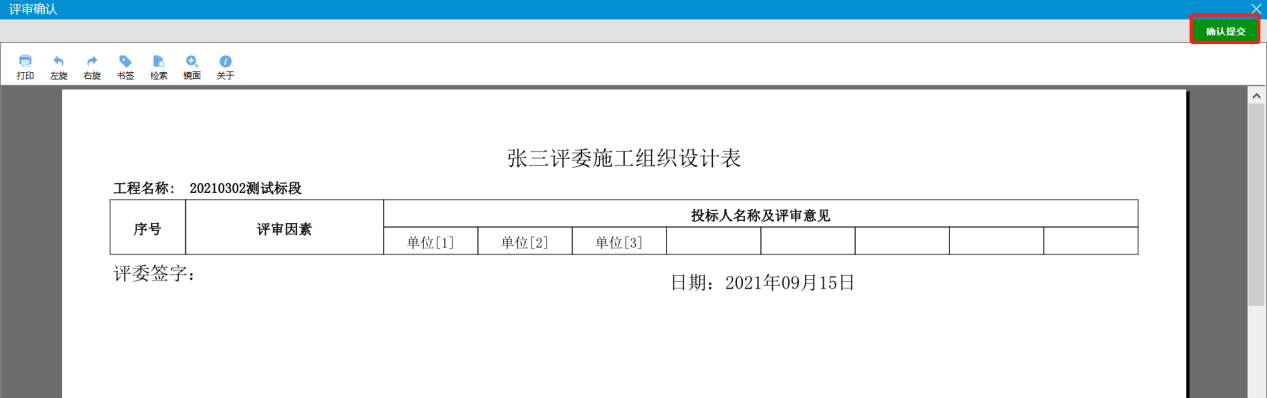 评审确认
确认提交
打印 左旋 右旋 书签 检索 镜面 关于
张三评委施工组织设计表
工程名称: 20210302测试标段
序号 评审因素 投标人名称及评审意见
单位[1] 单位[2] 单位[3]
评委签字:
日期: 2021年09月15日